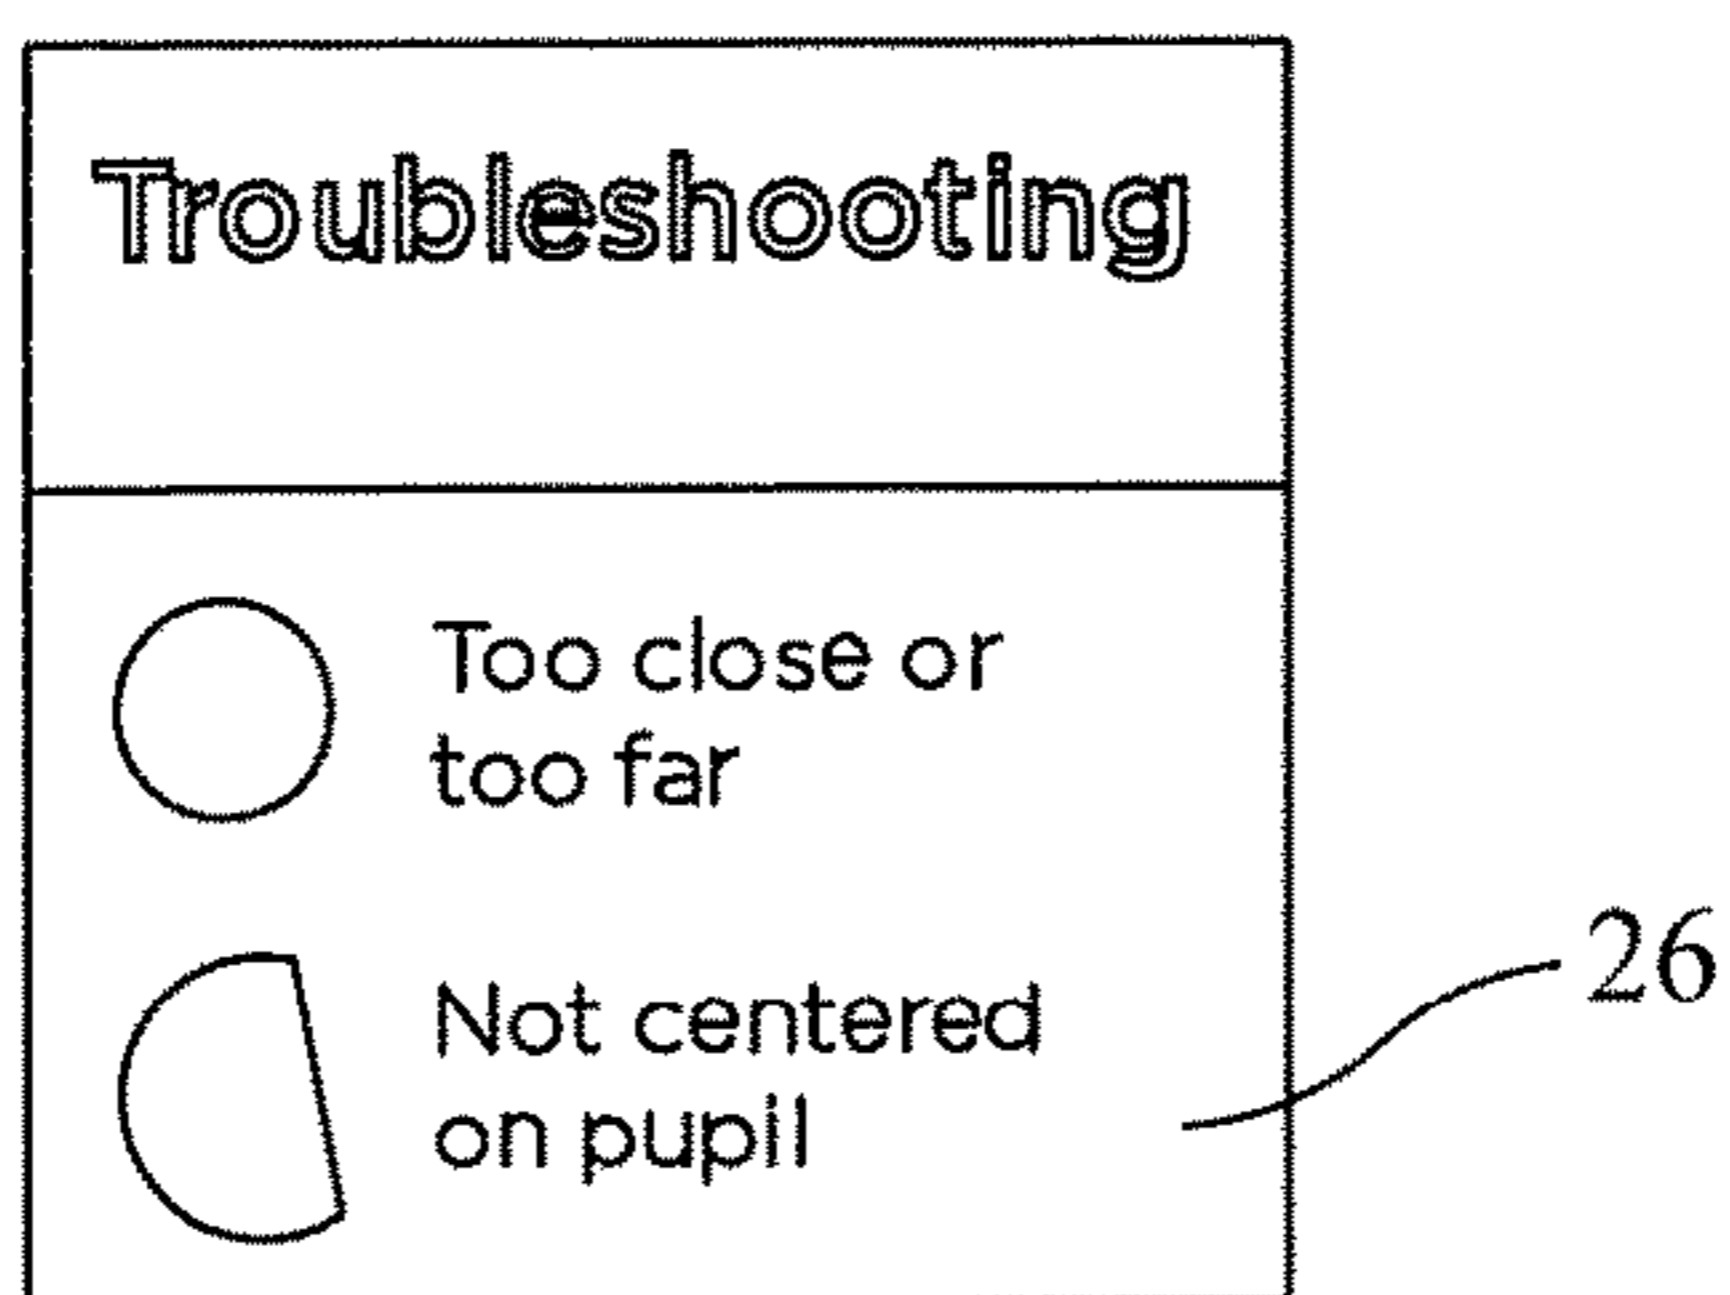 Troubleshooting
Too close or
too far
26
Not centered
on pupil